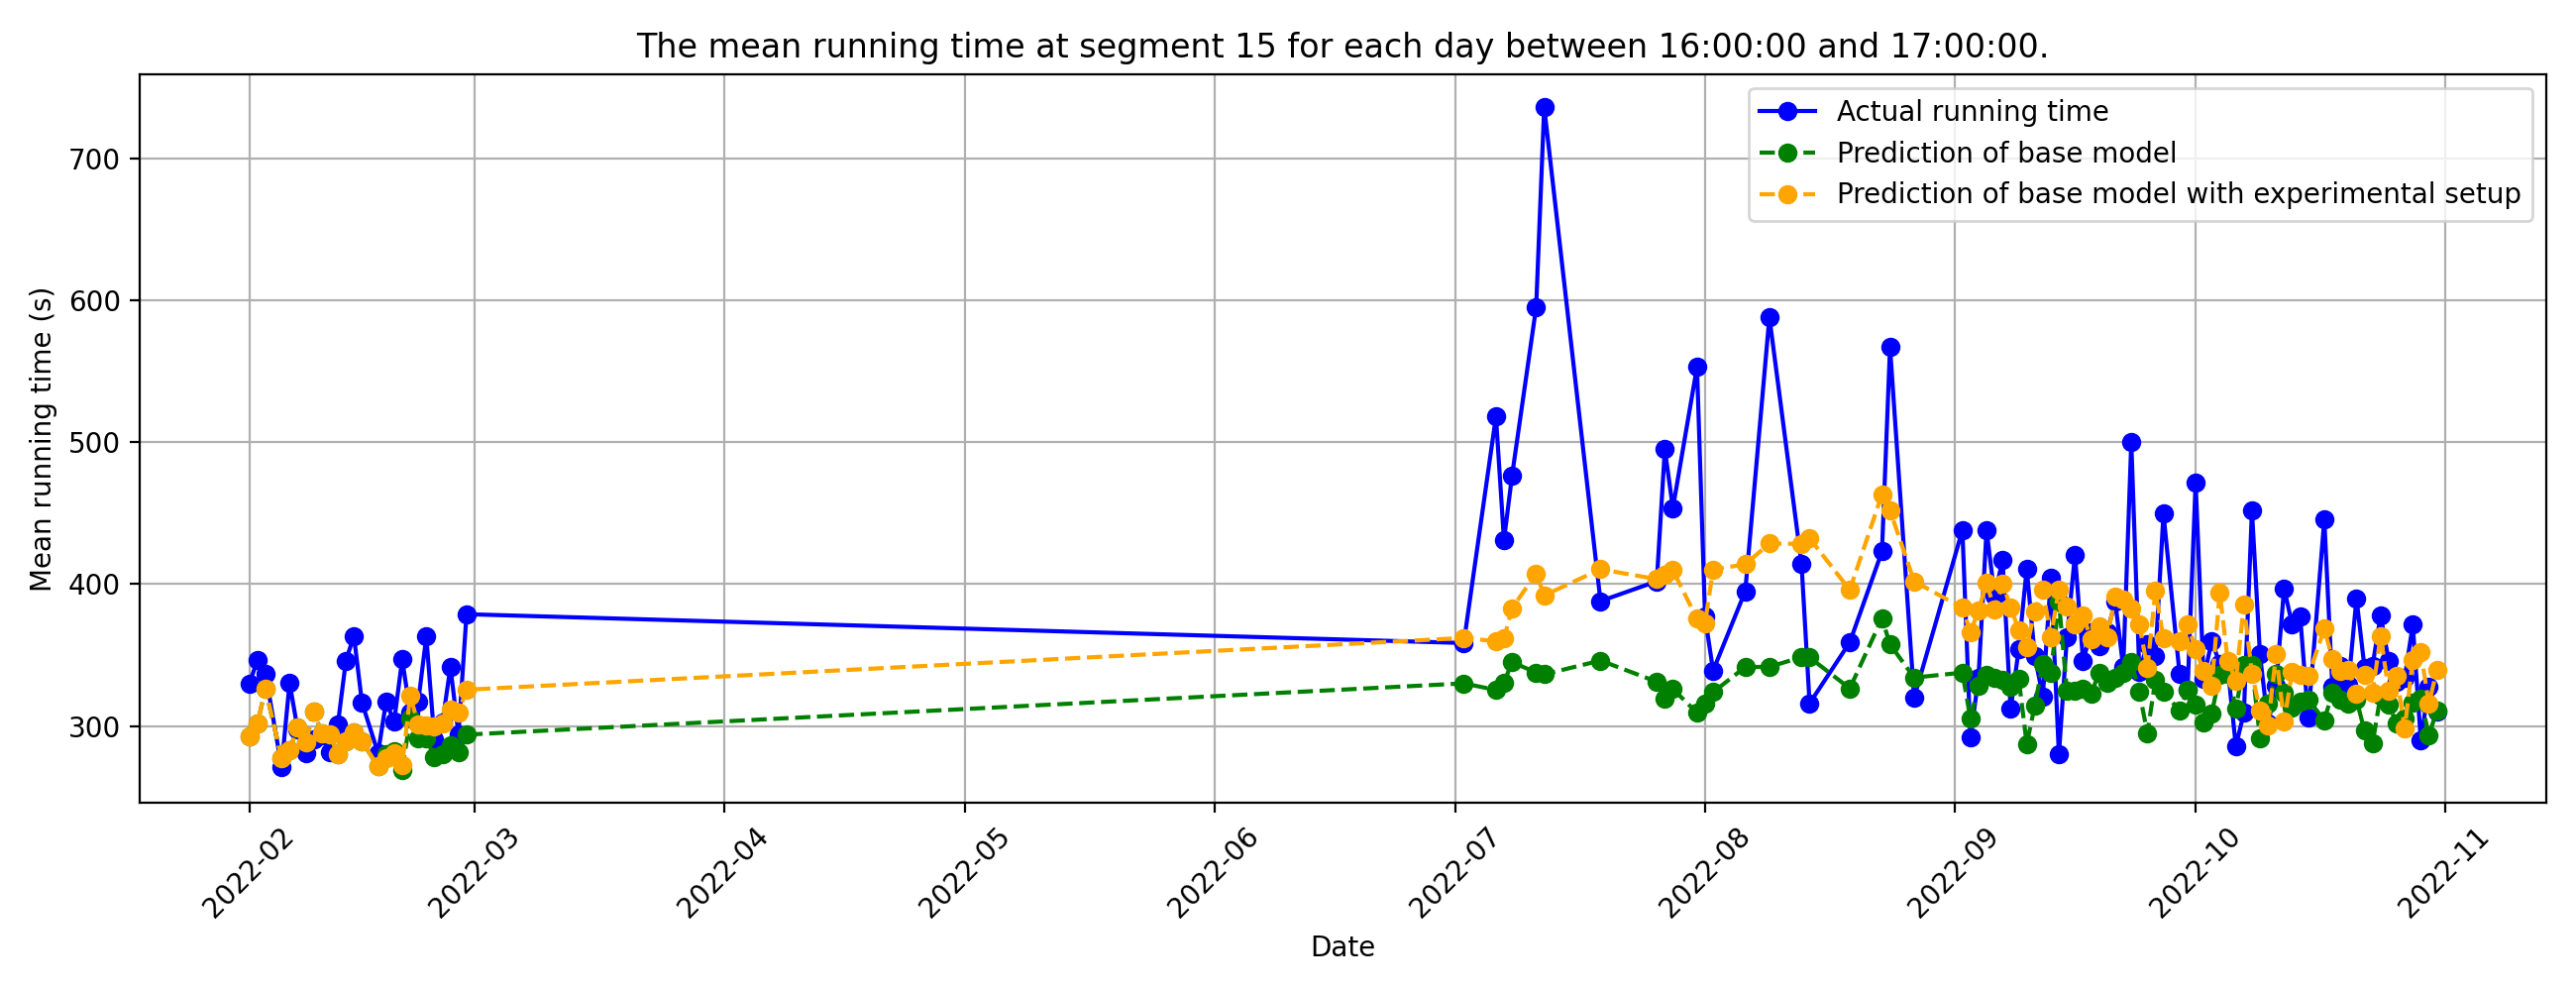 The mean running time at segment 15 for each day between 16:00:00 and 17:00:00.
Actual running time
Prediction of base model
Prediction of base model with experimental setup
Mean running time (s)
700
600
500
400
300
2022-02
2022-03
2022-04
2022-05
2022-06
2022-07
2022-08
2022-09
2022-10
2022-11
Date